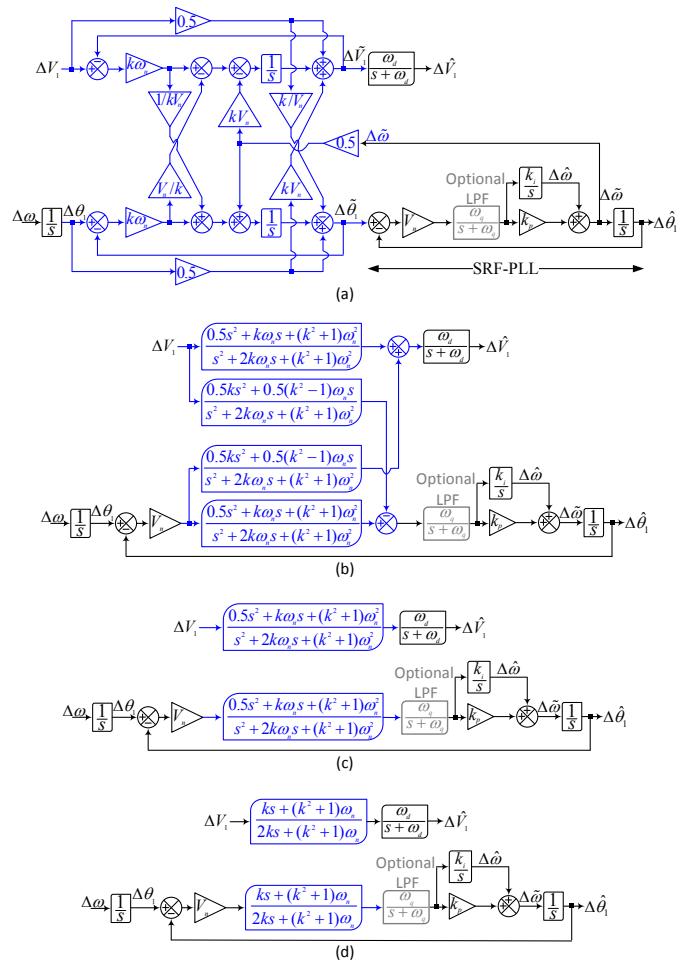 0.5
ΔV₁ kωₙ 1/s ΔṼ₁ ω_d/(s+ω_d) ΔV̂₁
1/kVₙ kVₙ k/Vₙ
0.5 Δω̃
Vₙ/k kVₙ
Optional LPF
k_i/s Δω̂
Δω 1/s Δθ₁ kωₙ 1/s Δθ̃₁ Vₙ ω_q/(s+ω_q) k_p Δω̃ 1/s Δθ̂₁
0.5
SRF-PLL
(a)
ΔV₁ (0.5s²+kωₙs+(k²+1)ωₙ²)/(s²+2kωₙs+(k²+1)ωₙ²) ω_d/(s+ω_d) ΔV̂₁
(0.5ks²+0.5(k²−1)ωₙs)/(s²+2kωₙs+(k²+1)ωₙ²)
(0.5ks²+0.5(k²−1)ωₙs)/(s²+2kωₙs+(k²+1)ωₙ²)
Optional LPF
k_i/s Δω̂
Δω 1/s Δθ₁ Vₙ (0.5s²+kωₙs+(k²+1)ωₙ²)/(s²+2kωₙs+(k²+1)ωₙ²) ω_q/(s+ω_q) k_p Δω̃ 1/s Δθ̂₁
(b)
ΔV₁ (0.5s²+kωₙs+(k²+1)ωₙ²)/(s²+2kωₙs+(k²+1)ωₙ²) ω_d/(s+ω_d) ΔV̂₁
Optional LPF
k_i/s Δω̂
Δω 1/s Δθ₁ Vₙ (0.5s²+kωₙs+(k²+1)ωₙ²)/(s²+2kωₙs+(k²+1)ωₙ²) ω_q/(s+ω_q) k_p Δω̃ 1/s Δθ̂₁
(c)
ΔV₁ (ks+(k²+1)ωₙ)/(2ks+(k²+1)ωₙ) ω_d/(s+ω_d) ΔV̂₁
Optional LPF
k_i/s Δω̂
Δω 1/s Δθ₁ Vₙ (ks+(k²+1)ωₙ)/(2ks+(k²+1)ωₙ) ω_q/(s+ω_q) k_p Δω̃ 1/s Δθ̂₁
(d)